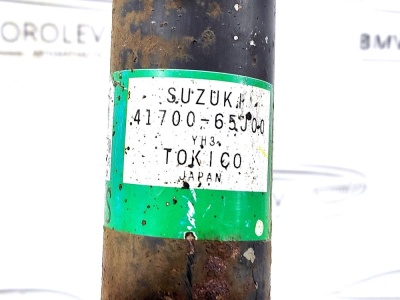 OROLEV
BMW
SUZUKI
41700-65J00
YH3
TOKICO
JAPAN